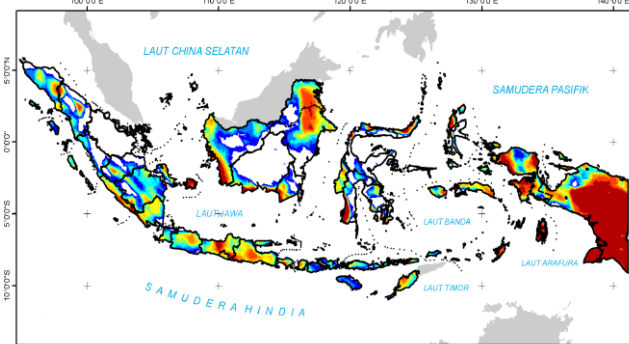 100°0'0"E 110°0'0"E 120°0'0"E 130°0'0"E
LAUT CHINA SELATAN
5°0'0"N
SAMUDERA PASIFIK
0°0'0"
5°0'0"S
LAUT JAWA
LAUT BANDA
LAUT ARAFURA
10°0'0"S
LAUT TIMOR
SAMUDERA HINDIA